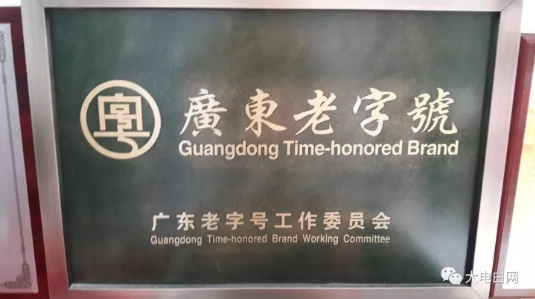 廣東老字號
Guangdong Time-honored Brand
广东老字号工作委员会
Guangdong Time-honored Brand Working Committee
大电白网